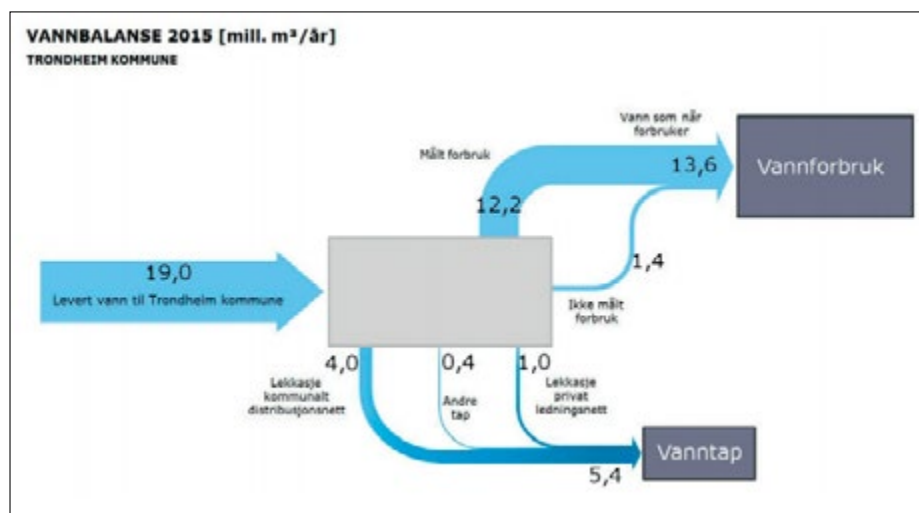 VANNBALANSE 2015 [mill. m³/år]
TRONDHEIM KOMMUNE
Vann som når
forbruker
Målt forbruk
13,6
Vannforbruk
12,2
19,0
Levert vann til Trondheim kommune
1,4
Ikke målt
forbruk
4,0
0,4
1,0
Lekkasje
kommunalt
distribusjonsnett
Andre
tap
Lekkasje
privat
ledningsnett
Vanntap
5,4